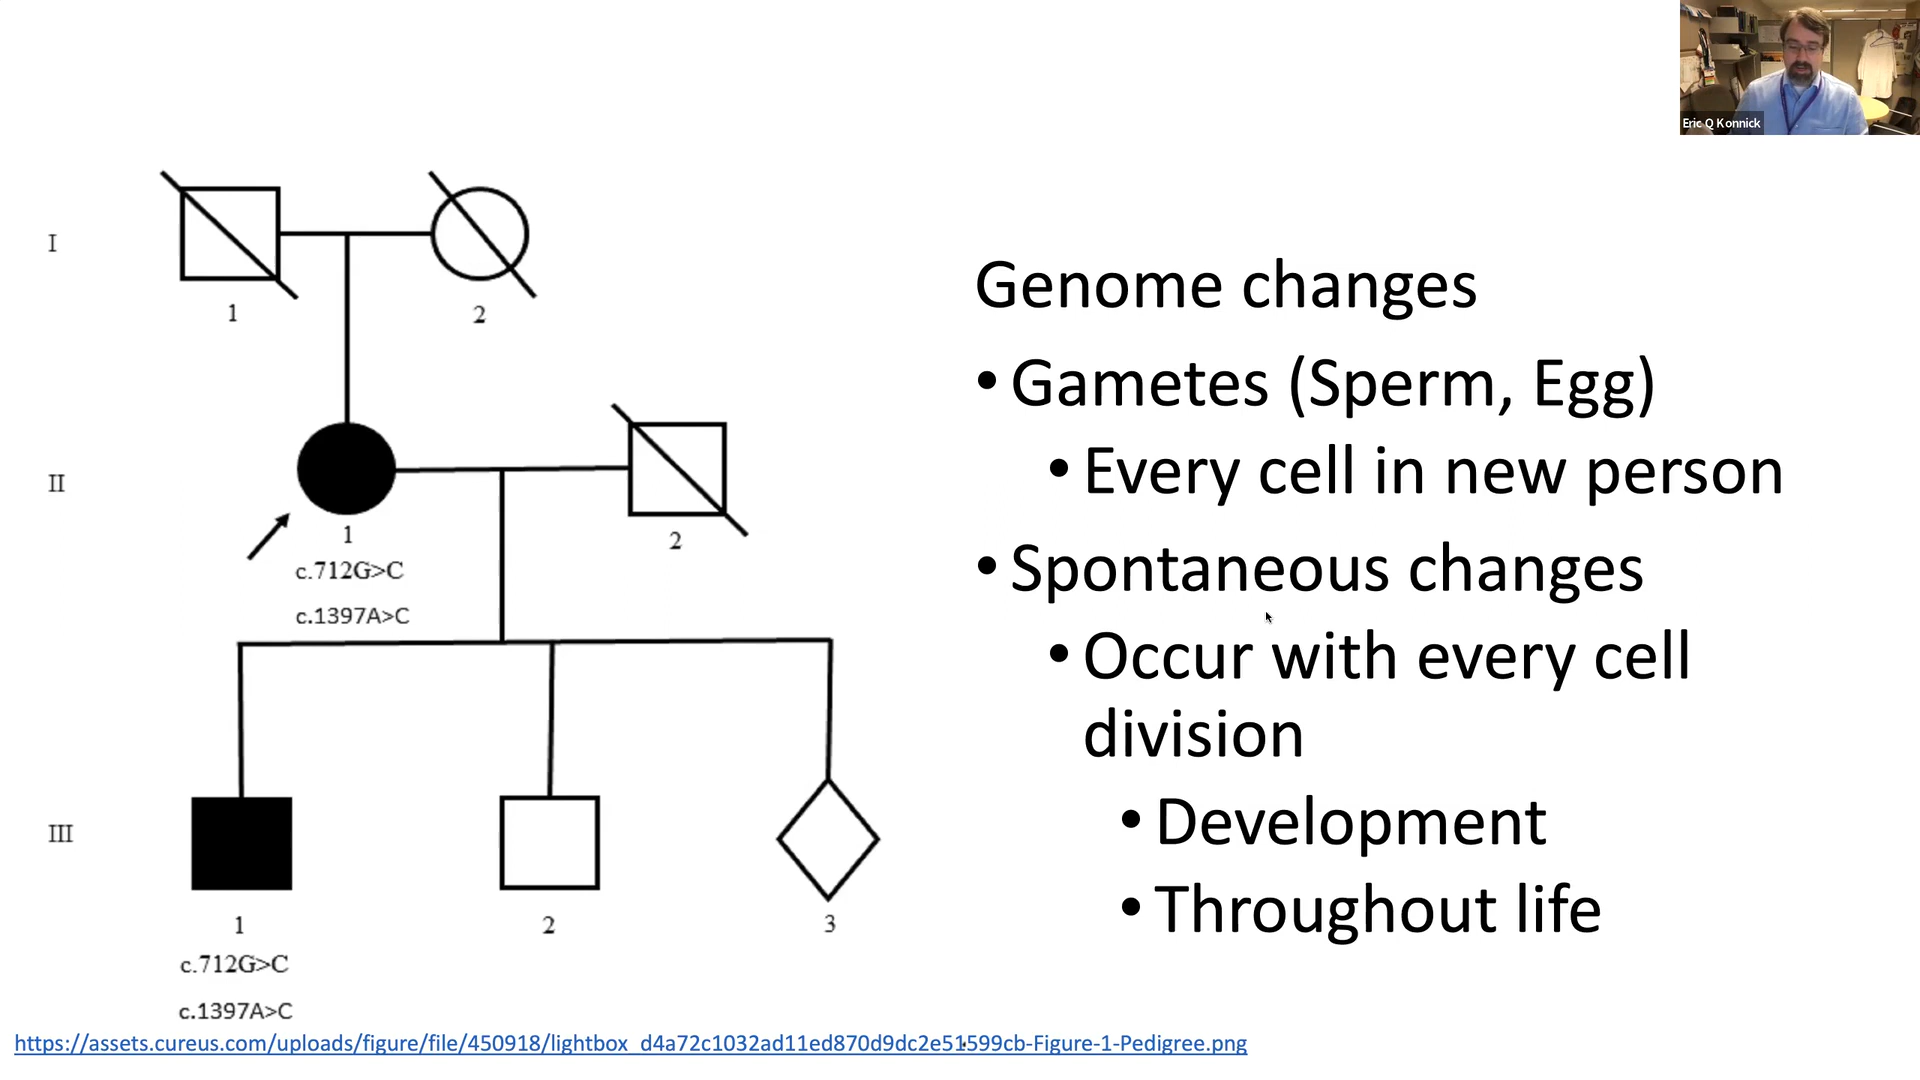 Eric Q Konnick
I
1
2
II
1
2
c.712G>C
c.1397A>C
III
1
2
3
c.712G>C
c.1397A>C
Genome changes
• Gametes (Sperm, Egg)
• Every cell in new person
• Spontaneous changes
• Occur with every cell
division
• Development
• Throughout life
https://assets.cureus.com/uploads/figure/file/450918/lightbox_d4a72c1032ad11ed870d9dc2e51599cb-Figure-1-Pedigree.png